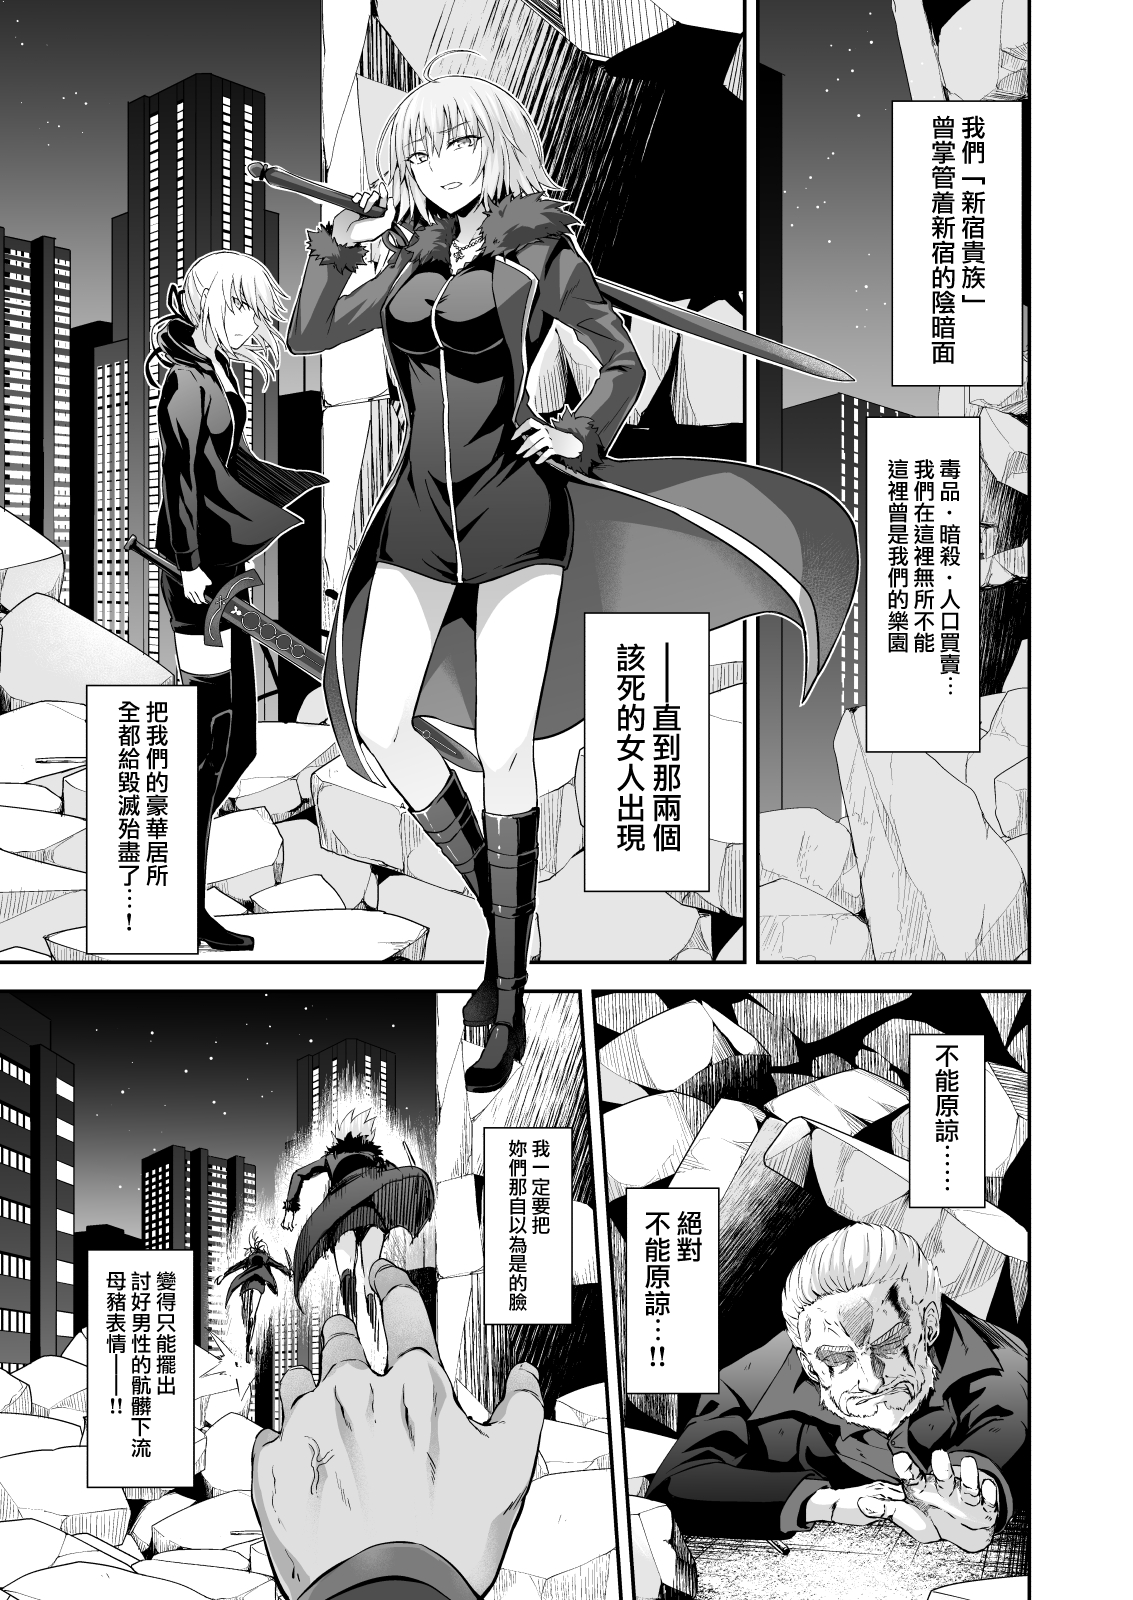 我們「新宿貴族」
曾掌管着新宿的陰暗面
毒品・暗殺・人口買賣…
我們在這裡無所不能
這裡曾是我們的樂園
──直到那兩個
該死的女人出現
把我們的豪華居所
全都給毀滅殆盡了…！
不能原諒……
絕對
不能原諒…!!
我一定要把
妳們那自以為是的臉
變得只能擺出
討好男性的骯髒下流
母豬表情──!!